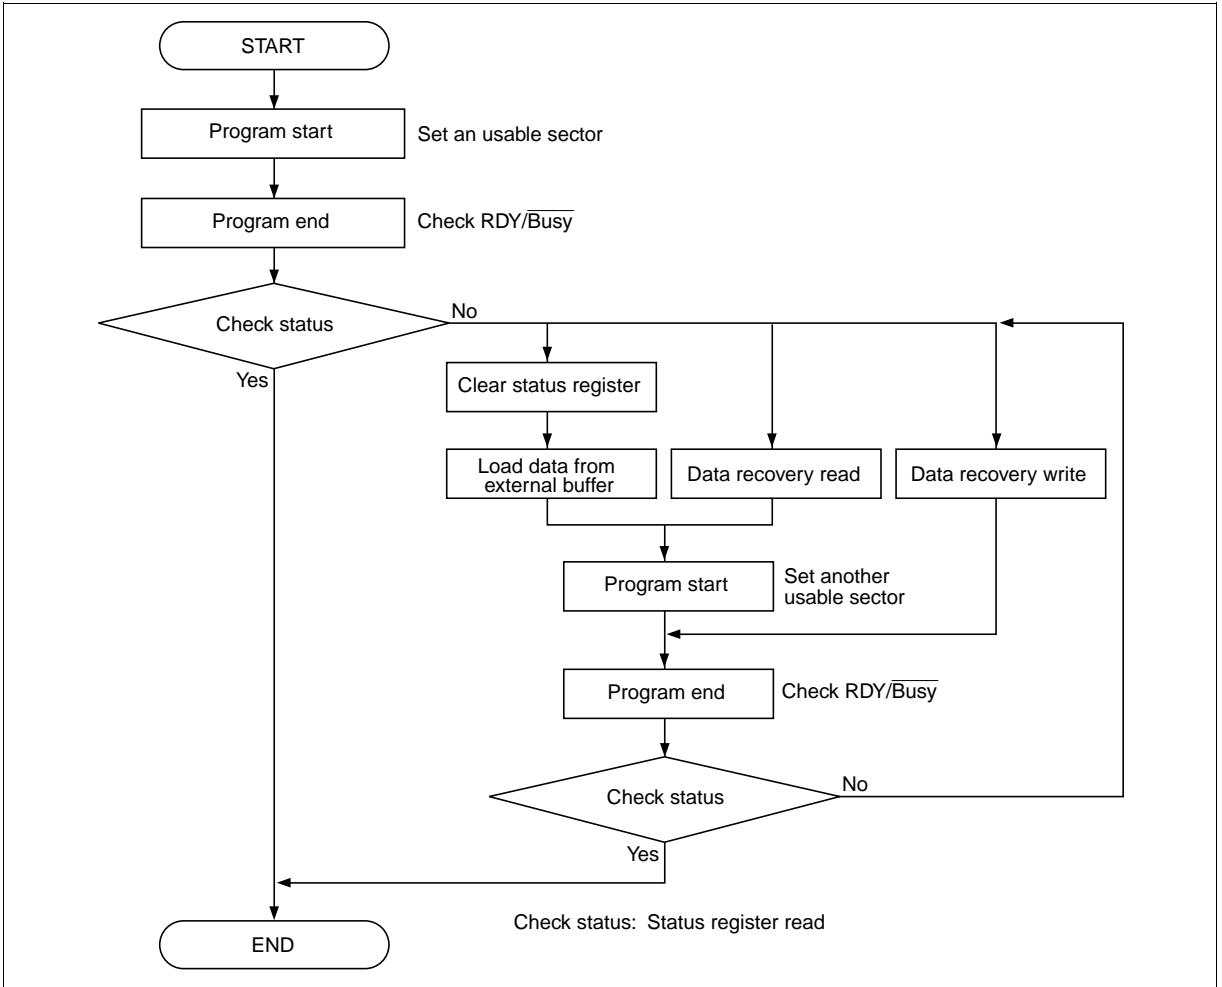 START
Program start
Set an usable sector
Program end
Check RDY/Busy
Check status
No
Yes
Clear status register
Load data from
external buffer
Data recovery read
Data recovery write
Program start
Set another
usable sector
Program end
Check RDY/Busy
Check status
No
Yes
Check status: Status register read
END